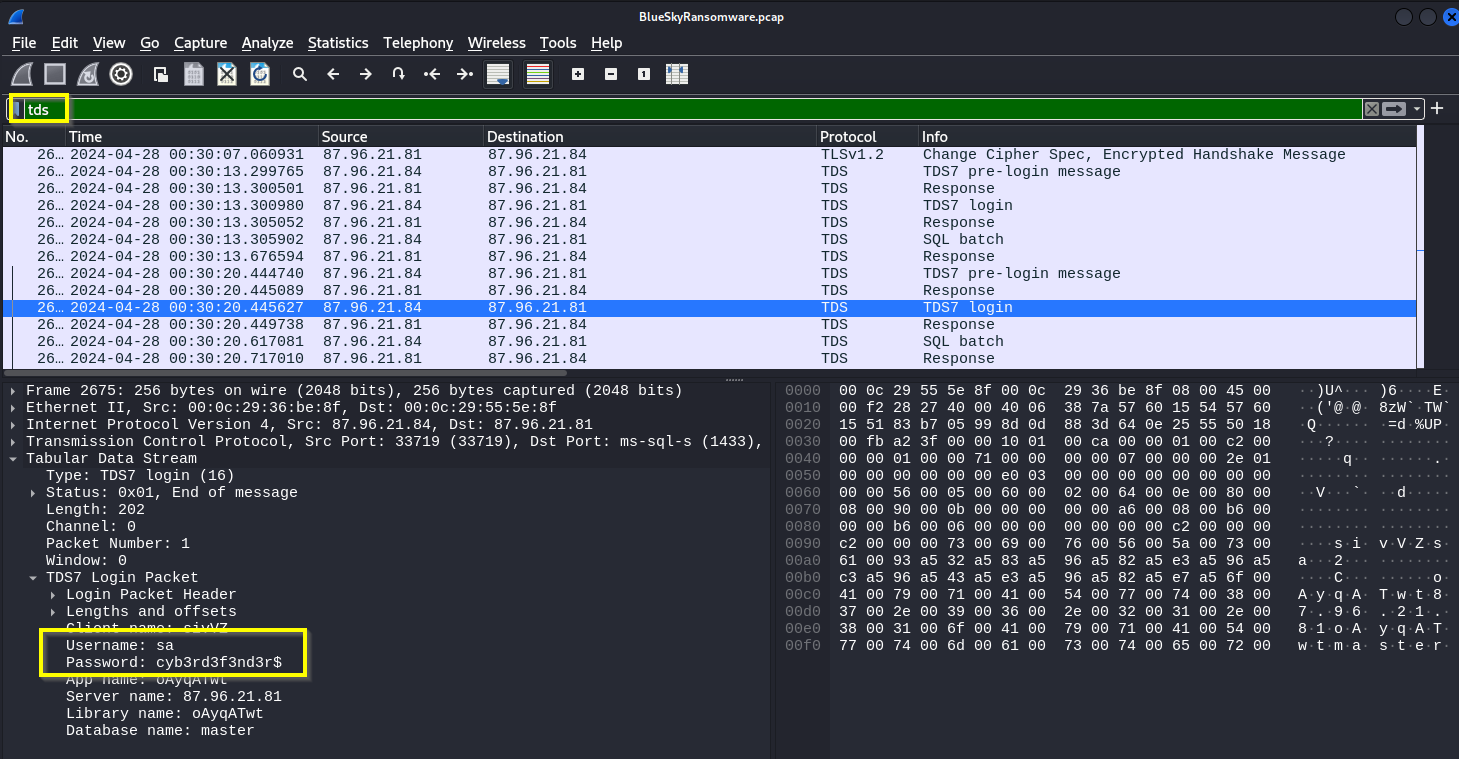 BlueSkyRansomware.pcap
File Edit View Go Capture Analyze Statistics Telephony Wireless Tools Help
tds
No. Time Source Destination Protocol Info
26… 2024-04-28 00:30:07.060931 87.96.21.81 87.96.21.84 TLSv1.2 Change Cipher Spec, Encrypted Handshake Message
26… 2024-04-28 00:30:13.299765 87.96.21.84 87.96.21.81 TDS TDS7 pre-login message
26… 2024-04-28 00:30:13.300501 87.96.21.81 87.96.21.84 TDS Response
26… 2024-04-28 00:30:13.300980 87.96.21.84 87.96.21.81 TDS TDS7 login
26… 2024-04-28 00:30:13.305052 87.96.21.81 87.96.21.84 TDS Response
26… 2024-04-28 00:30:13.305902 87.96.21.84 87.96.21.81 TDS SQL batch
26… 2024-04-28 00:30:13.676594 87.96.21.81 87.96.21.84 TDS Response
26… 2024-04-28 00:30:20.444740 87.96.21.84 87.96.21.81 TDS TDS7 pre-login message
26… 2024-04-28 00:30:20.445089 87.96.21.81 87.96.21.84 TDS Response
26… 2024-04-28 00:30:20.445627 87.96.21.84 87.96.21.81 TDS TDS7 login
26… 2024-04-28 00:30:20.449738 87.96.21.81 87.96.21.84 TDS Response
26… 2024-04-28 00:30:20.617081 87.96.21.84 87.96.21.81 TDS SQL batch
26… 2024-04-28 00:30:20.717010 87.96.21.81 87.96.21.84 TDS Response
Frame 2675: 256 bytes on wire (2048 bits), 256 bytes captured (2048 bits)
Ethernet II, Src: 00:0c:29:36:be:8f, Dst: 00:0c:29:55:5e:8f
Internet Protocol Version 4, Src: 87.96.21.84, Dst: 87.96.21.81
Transmission Control Protocol, Src Port: 33719 (33719), Dst Port: ms-sql-s (1433),
Tabular Data Stream
Type: TDS7 login (16)
Status: 0x01, End of message
Length: 202
Channel: 0
Packet Number: 1
Window: 0
TDS7 Login Packet
Login Packet Header
Lengths and offsets
Client name: sivVZ
Username: sa
Password: cyb3rd3f3nd3r$
App name: oAyqATwt
Server name: 87.96.21.81
Library name: oAyqATwt
Database name: master
0000 00 0c 29 55 5e 8f 00 0c 29 36 be 8f 08 00 45 00 ··)U^··· )6····E·
0010 00 f2 28 27 40 00 40 06 38 7a 57 60 15 54 57 60 ··('@·@· 8zW`·TW`
0020 15 51 83 b7 05 99 8d 0d 88 3d 64 0e 25 55 50 18 ·Q······ ·=d·%UP·
0030 00 fb a2 3f 00 00 10 01 00 ca 00 00 01 00 c2 00 ···?···· ········
0040 00 00 01 00 00 71 00 00 00 00 00 07 00 00 00 2e 01 ·····q·· ······.·
0050 00 00 00 00 00 00 e0 03 00 00 00 00 00 00 00 00 ········ ········
0060 00 00 56 00 05 00 60 00 02 00 64 00 0e 00 80 00 ··V···`· ··d·····
0070 08 00 90 00 0b 00 00 00 00 00 a6 00 08 00 b6 00 ········ ········
0080 00 00 b6 00 06 00 00 00 00 00 00 00 c2 00 00 00 ········ ········
0090 c2 00 00 00 73 00 69 00 76 00 56 00 5a 00 73 00 ····s·i· v·V·Z·s·
00a0 61 00 93 a5 32 a5 83 a5 96 a5 82 a5 e3 a5 96 a5 a···2··· ········
00b0 c3 a5 96 a5 43 a5 e3 a5 96 a5 82 a5 e7 a5 6f 00 ····C··· ······o·
00c0 41 00 79 00 71 00 41 00 54 00 77 00 74 00 38 00 A·y·q·A· T·w·t·8·
00d0 37 00 2e 00 39 00 36 00 2e 00 32 00 31 00 2e 00 7·.·9·6· .·2·1·.·
00e0 38 00 31 00 6f 00 41 00 79 00 71 00 41 00 54 00 8·1·o·A· y·q·A·T·
00f0 77 00 74 00 6d 00 61 00 73 00 74 00 65 00 72 00 w·t·m·a· s·t·e·r·